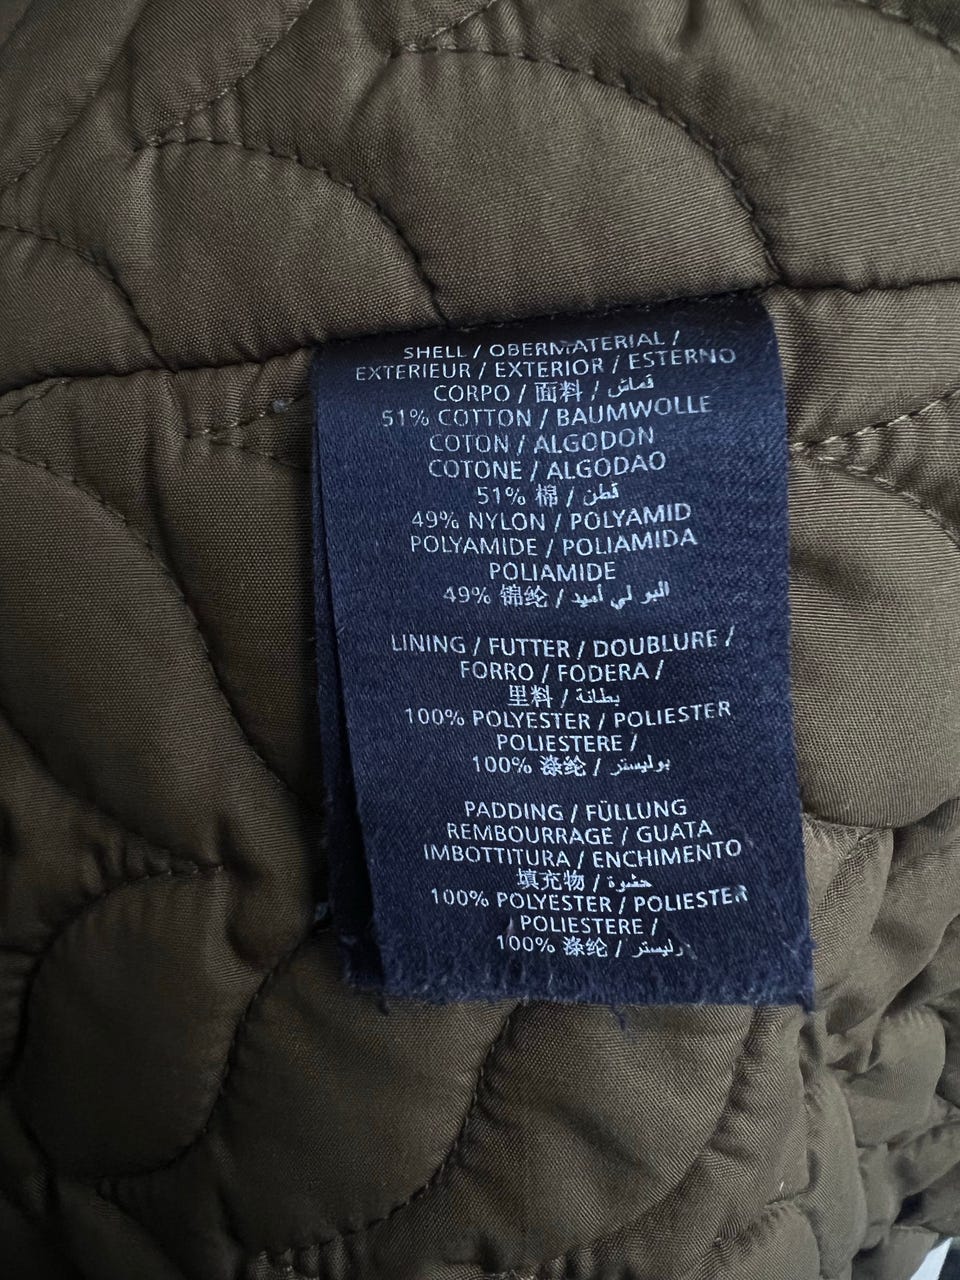 SHELL / OBERMATERIAL /
EXTERIEUR / EXTERIOR / ESTERNO
CORPO / 面料 / قماش
51% COTTON / BAUMWOLLE
COTON / ALGODON
COTONE / ALGODAO
51% 棉 / قطن
49% NYLON / POLYAMID
POLYAMIDE / POLIAMIDA
POLIAMIDE
49% 锦纶 / البو لي أميد
LINING / FUTTER / DOUBLURE /
FORRO / FODERA /
里料 / بطانة
100% POLYESTER / POLIESTER
POLIESTERE /
100% 涤纶 / بوليستر
PADDING / FÜLLUNG
REMBOURRAGE / GUATA
IMBOTTITURA / ENCHIMENTO
填充物 / حشوة
100% POLYESTER / POLIESTER
POLIESTERE /
100% 涤纶 /